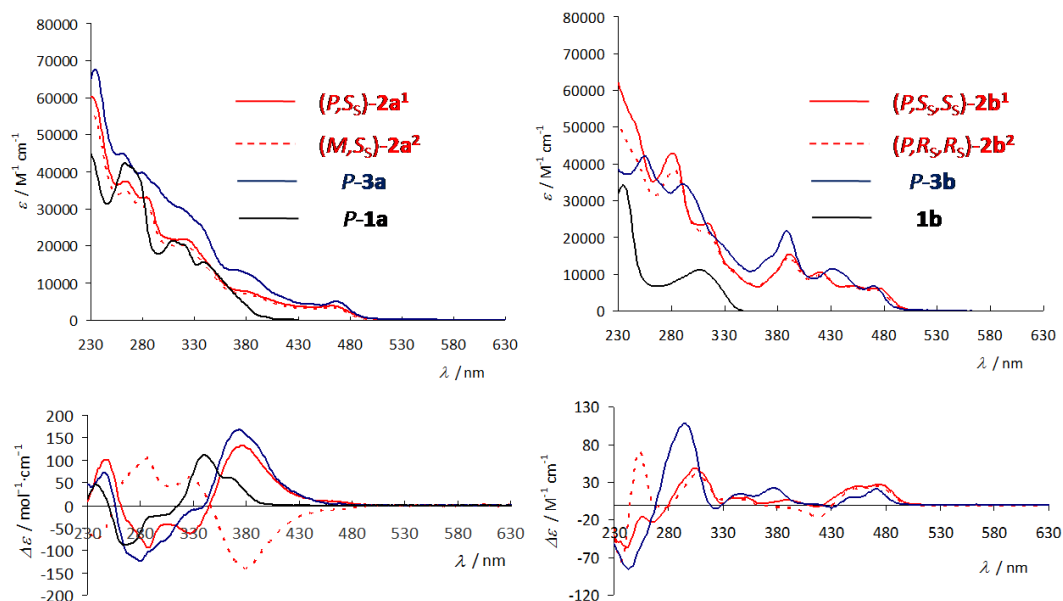 80000
70000
60000
50000
40000
30000
20000
10000
0
ε / M⁻¹ cm⁻¹
(P,Sₛ)-2a¹
(M,Sₛ)-2a²
P-3a
P-1a
230 280 330 380 430 480 530 580 630
λ / nm
80000
70000
60000
50000
40000
30000
20000
10000
0
ε / M⁻¹ cm⁻¹
(P,Sₛ,Sₛ)-2b¹
(P,Rₛ,Rₛ)-2b²
P-3b
1b
230 280 330 380 430 480 530 580 630
λ / nm
200
150
100
50
0
-50
-100
-150
-200
Δε / mol⁻¹·cm⁻¹
230 280 330 380 430 480 530 580 630
λ / nm
130
80
30
-20
-70
-120
Δε / M⁻¹ cm⁻¹
230 280 330 380 430 480 530 580 630
λ / nm